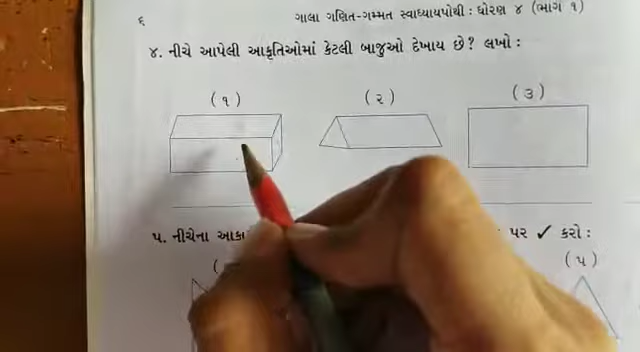 ૬ ગાલા ગણિત-ગમ્મત સ્વાધ્યાયપોથી : ધોરણ ૪ (ભાગ ૧)
૪. નીચે આપેલી આકૃતિઓમાં કેટલી બાજુઓ દેખાય છે? લખો :
(૧) (૨) (૩)
૫. નીચેના પર ✓ કરો :
(૫)